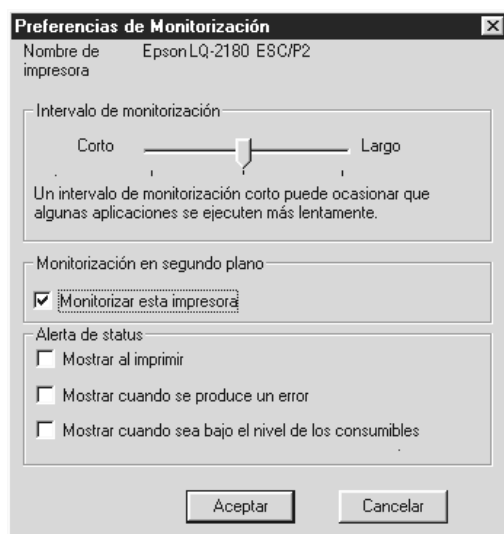 Preferencias de Monitorización
Nombre de impresora Epson LQ-2180 ESC/P2
Intervalo de monitorización
Corto Largo
Un intervalo de monitorización corto puede ocasionar que
algunas aplicaciones se ejecuten más lentamente.
Monitorización en segundo plano
Monitorizar esta impresora
Alerta de status
Mostrar al imprimir
Mostrar cuando se produce un error
Mostrar cuando sea bajo el nivel de los consumibles
Aceptar Cancelar